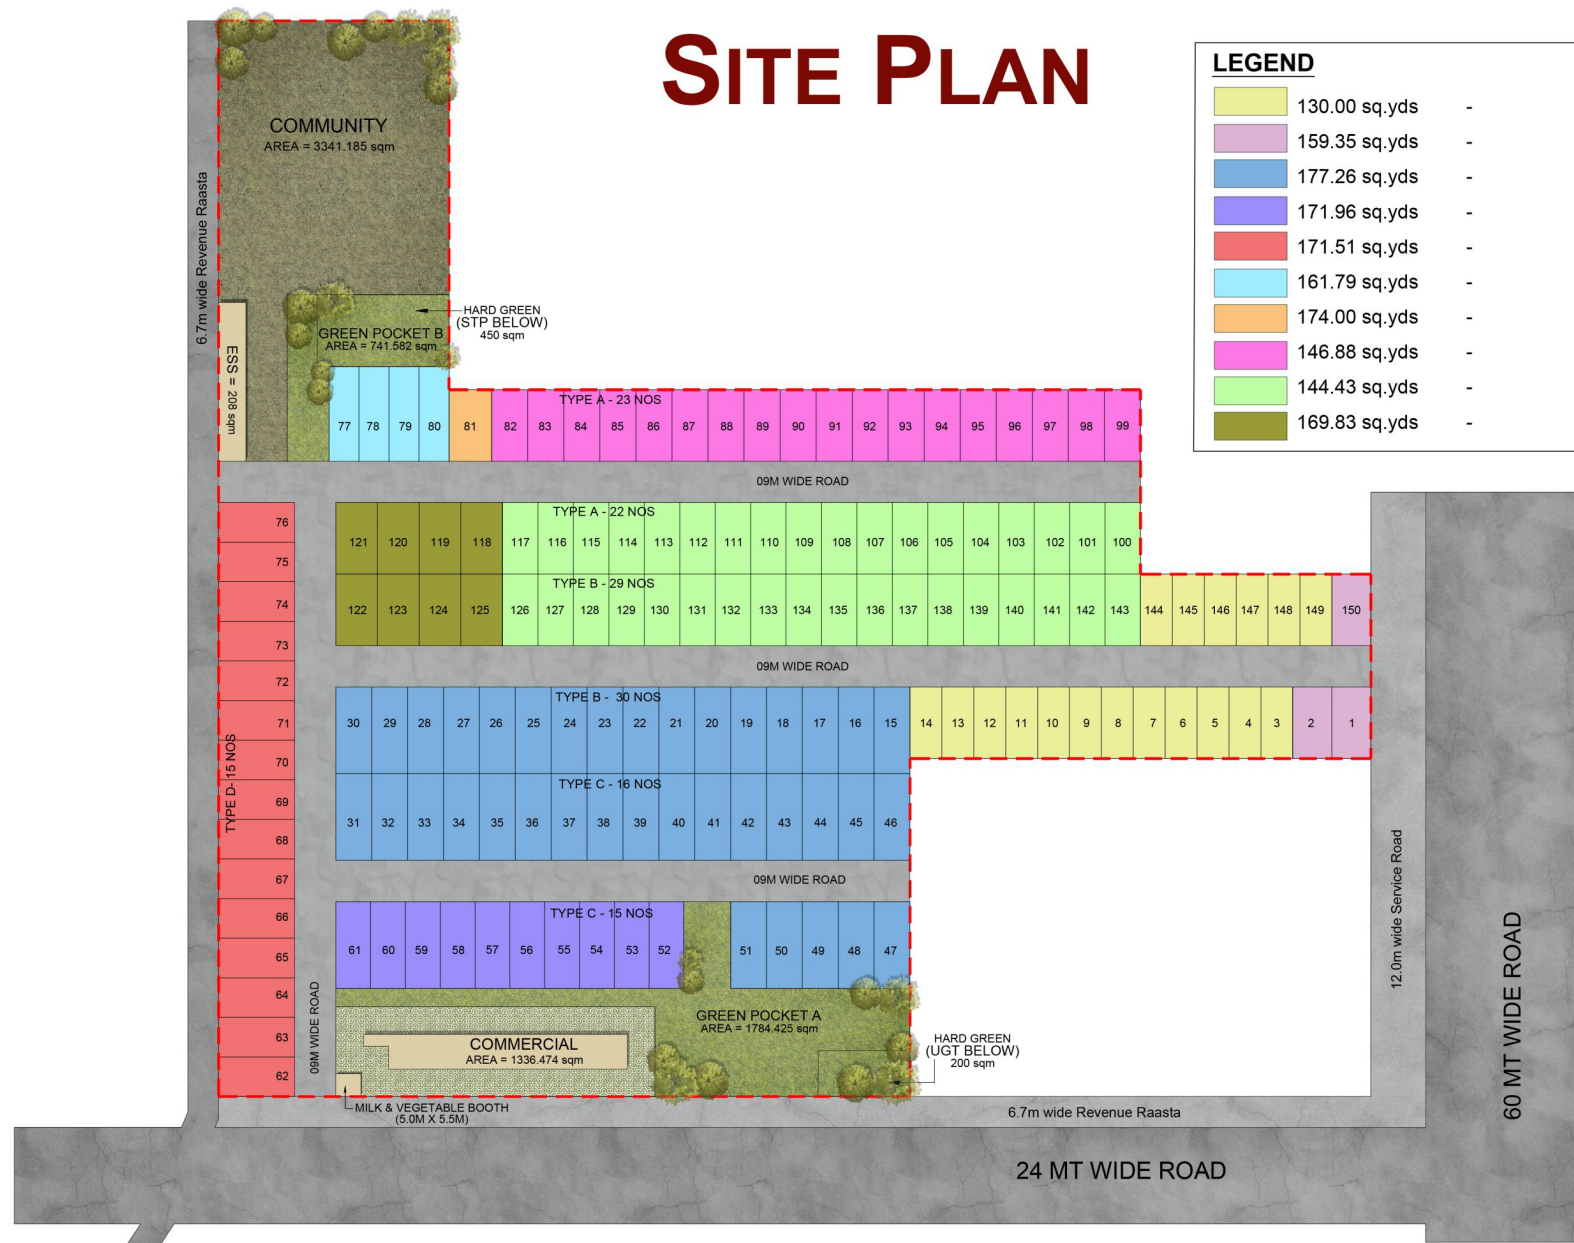 SITE PLAN
LEGEND
130.00 sq.yds -
159.35 sq.yds -
177.26 sq.yds -
171.96 sq.yds -
171.51 sq.yds -
161.79 sq.yds -
174.00 sq.yds -
146.88 sq.yds -
144.43 sq.yds -
169.83 sq.yds -
COMMUNITY
AREA = 3341.185 sqm
6.7m wide Revenue Raasta
HARD GREEN
(STP BELOW)
450 sqm
GREEN POCKET B
AREA = 741.582 sqm
ESS = 208 sqm
TYPE A - 23 NOS
77 78 79 80 81 82 83 84 85 86 87 88 89 90 91 92 93 94 95 96 97 98 99
09M WIDE ROAD
TYPE A - 22 NOS
121 120 119 118 117 116 115 114 113 112 111 110 109 108 107 106 105 104 103 102 101 100
TYPE B - 29 NOS
122 123 124 125 126 127 128 129 130 131 132 133 134 135 136 137 138 139 140 141 142 143 144 145 146 147 148 149 150
09M WIDE ROAD
TYPE B - 30 NOS
30 29 28 27 26 25 24 23 22 21 20 19 18 17 16 15 14 13 12 11 10 9 8 7 6 5 4 3 2 1
TYPE C - 16 NOS
31 32 33 34 35 36 37 38 39 40 41 42 43 44 45 46
09M WIDE ROAD
TYPE C - 15 NOS
61 60 59 58 57 56 55 54 53 52 51 50 49 48 47
76
75
74
73
72
71
70
69
68
67
66
65
64
63
62
TYPE D- 15 NOS
09M WIDE ROAD
GREEN POCKET A
AREA = 1784.425 sqm
COMMERCIAL
AREA = 1336.474 sqm
HARD GREEN
(UGT BELOW)
200 sqm
MILK & VEGETABLE BOOTH
(5.0M X 5.5M)
6.7m wide Revenue Raasta
12.0m wide Service Road
60 MT WIDE ROAD
24 MT WIDE ROAD